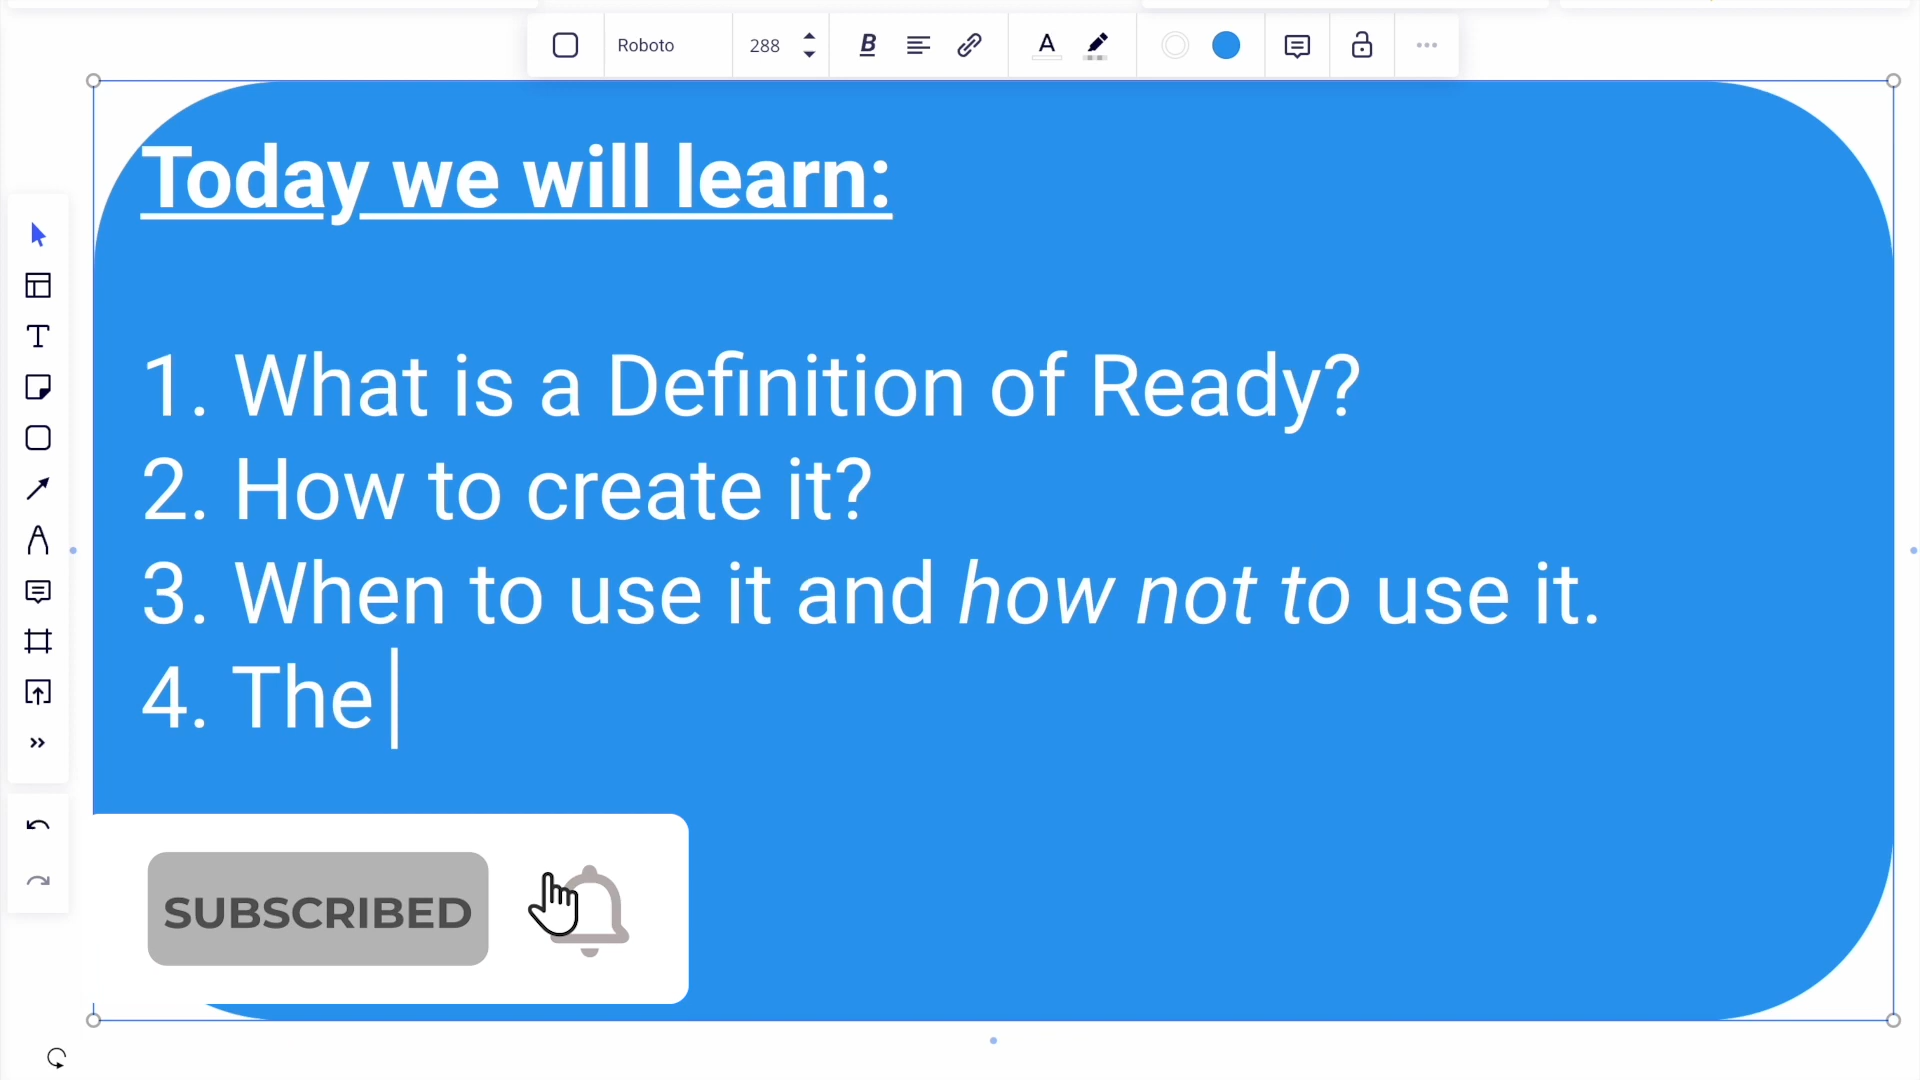 Roboto 288 B A
Today we will learn:
1. What is a Definition of Ready?
2. How to create it?
3. When to use it and how not to use it.
4. The
SUBSCRIBED